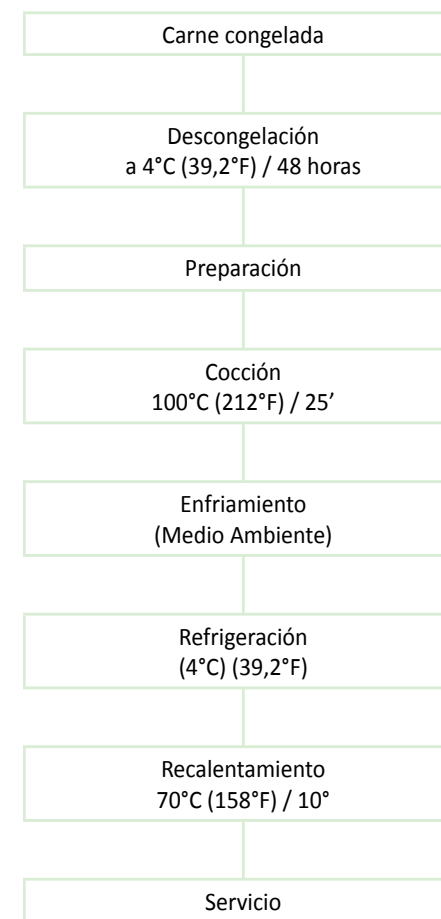 Carne congelada
Descongelación
a 4°C (39,2°F) / 48 horas
Preparación
Cocción
100°C (212°F) / 25’
Enfriamiento
(Medio Ambiente)
Refrigeración
(4°C) (39,2°F)
Recalentamiento
70°C (158°F) / 10°
Servicio